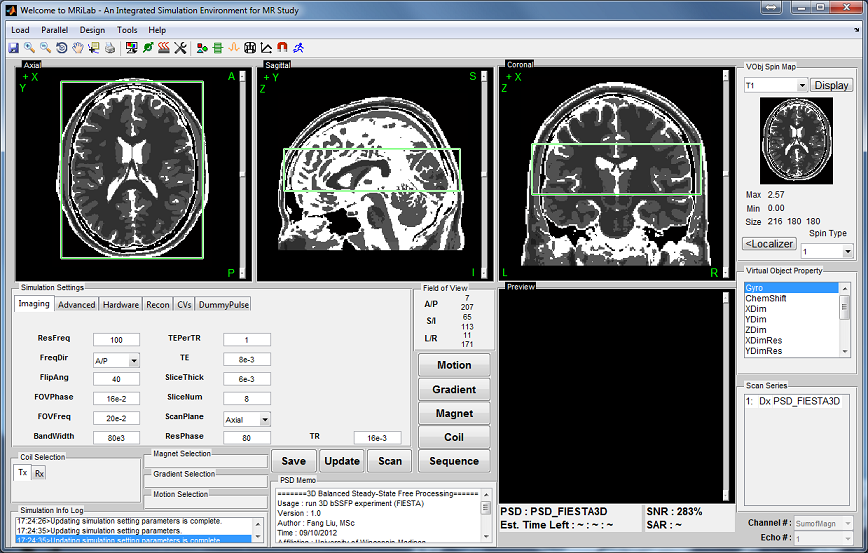 Welcome to MRiLab - An Integrated Simulation Environment for MR Study
Load Parallel Design Tools Help
Axial
+ X
Y
A
P
Sagittal
+ Y
Z
S
I
Coronal
+ X
Z
L
R
VObj Spin Map
T1
Display
Max 2.57
Min 0.00
Size 216 180 180
Spin Type
<Localizer
1
Virtual Object Property
Gyro
ChemShift
XDim
YDim
ZDim
XDimRes
YDimRes
Scan Series
1: Dx PSD_FIESTA3D
Channel # : SumofMagn
Echo # : 1
Simulation Settings
Imaging Advanced Hardware Recon CVs DummyPulse
ResFreq 100 TEPerTR 1
FreqDir A/P TE 8e-3
FlipAng 40 SliceThick 6e-3
FOVPhase 16e-2 SliceNum 8
FOVFreq 20e-2 ScanPlane Axial
BandWidth 80e3 ResPhase 80 TR 16e-3
Field of View
A/P 7
207
S/I 65
113
L/R 11
171
Motion
Gradient
Magnet
Coil
Sequence
Save Update Scan
Preview
PSD : PSD_FIESTA3D
Est. Time Left : ~ : ~ : ~
SNR : 283%
SAR : ~
Coil Selection
Tx Rx
Magnet Selection
Gradient Selection
Motion Selection
PSD Memo
=======3D Balanced Steady-State Free Processing=======
Usage : run 3D bSSFP experiment (FIESTA)
Version : 1.0
Author : Fang Liu, MSc
Time : 09/10/2012
Affiliation : University of Wisconsin-Madison
Simulation Info Log
17:24:26>Updating simulation setting parameters is complete.
17:24:35>Updating simulation setting parameters...
17:24:35>Updating simulation setting parameters is complete.